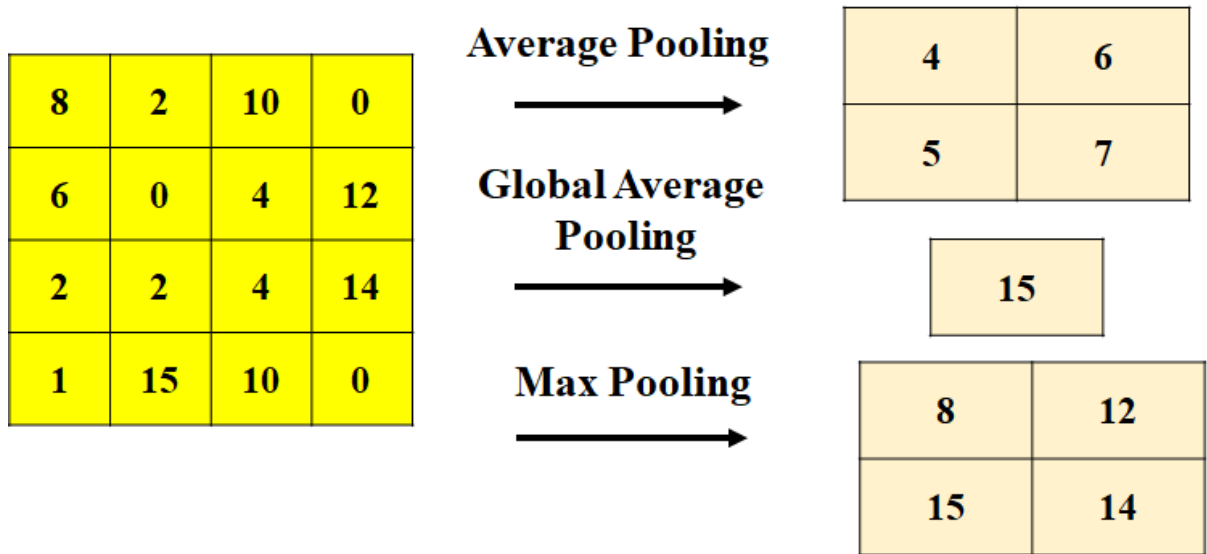 8 2 10 0
6 0 4 12
2 2 4 14
1 15 10 0
Average Pooling
4 6
5 7
Global Average
Pooling
15
Max Pooling
8 12
15 14